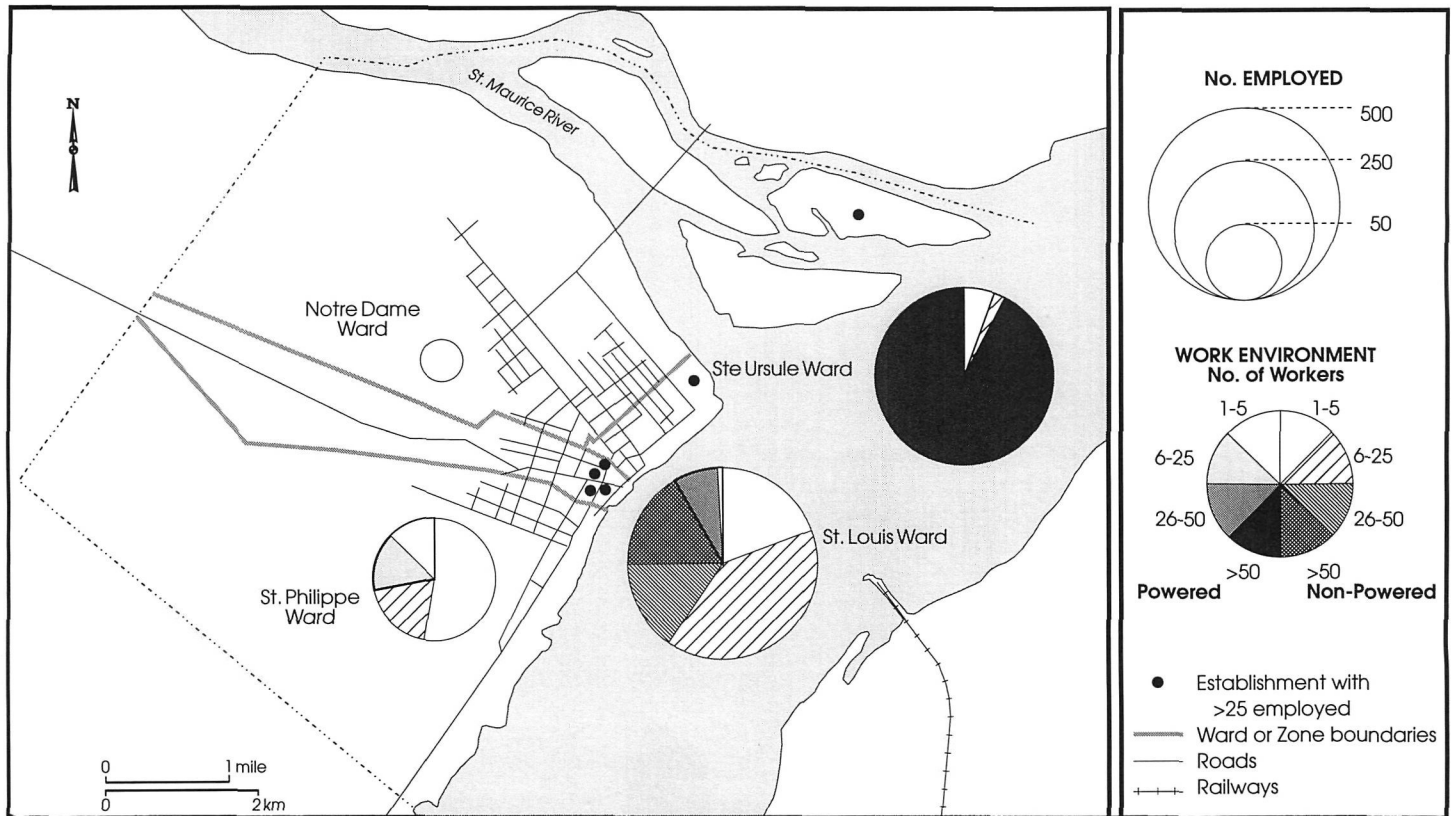 N
St. Maurice River
Notre Dame
Ward
Ste Ursule Ward
St. Louis Ward
St. Philippe
Ward
0 1 mile
0 2 km
No. EMPLOYED
500
250
50
WORK ENVIRONMENT
No. of Workers
1-5 1-5
6-25 6-25
26-50 26-50
>50 >50
Powered Non-Powered
Establishment with
>25 employed
Ward or Zone boundaries
Roads
Railways